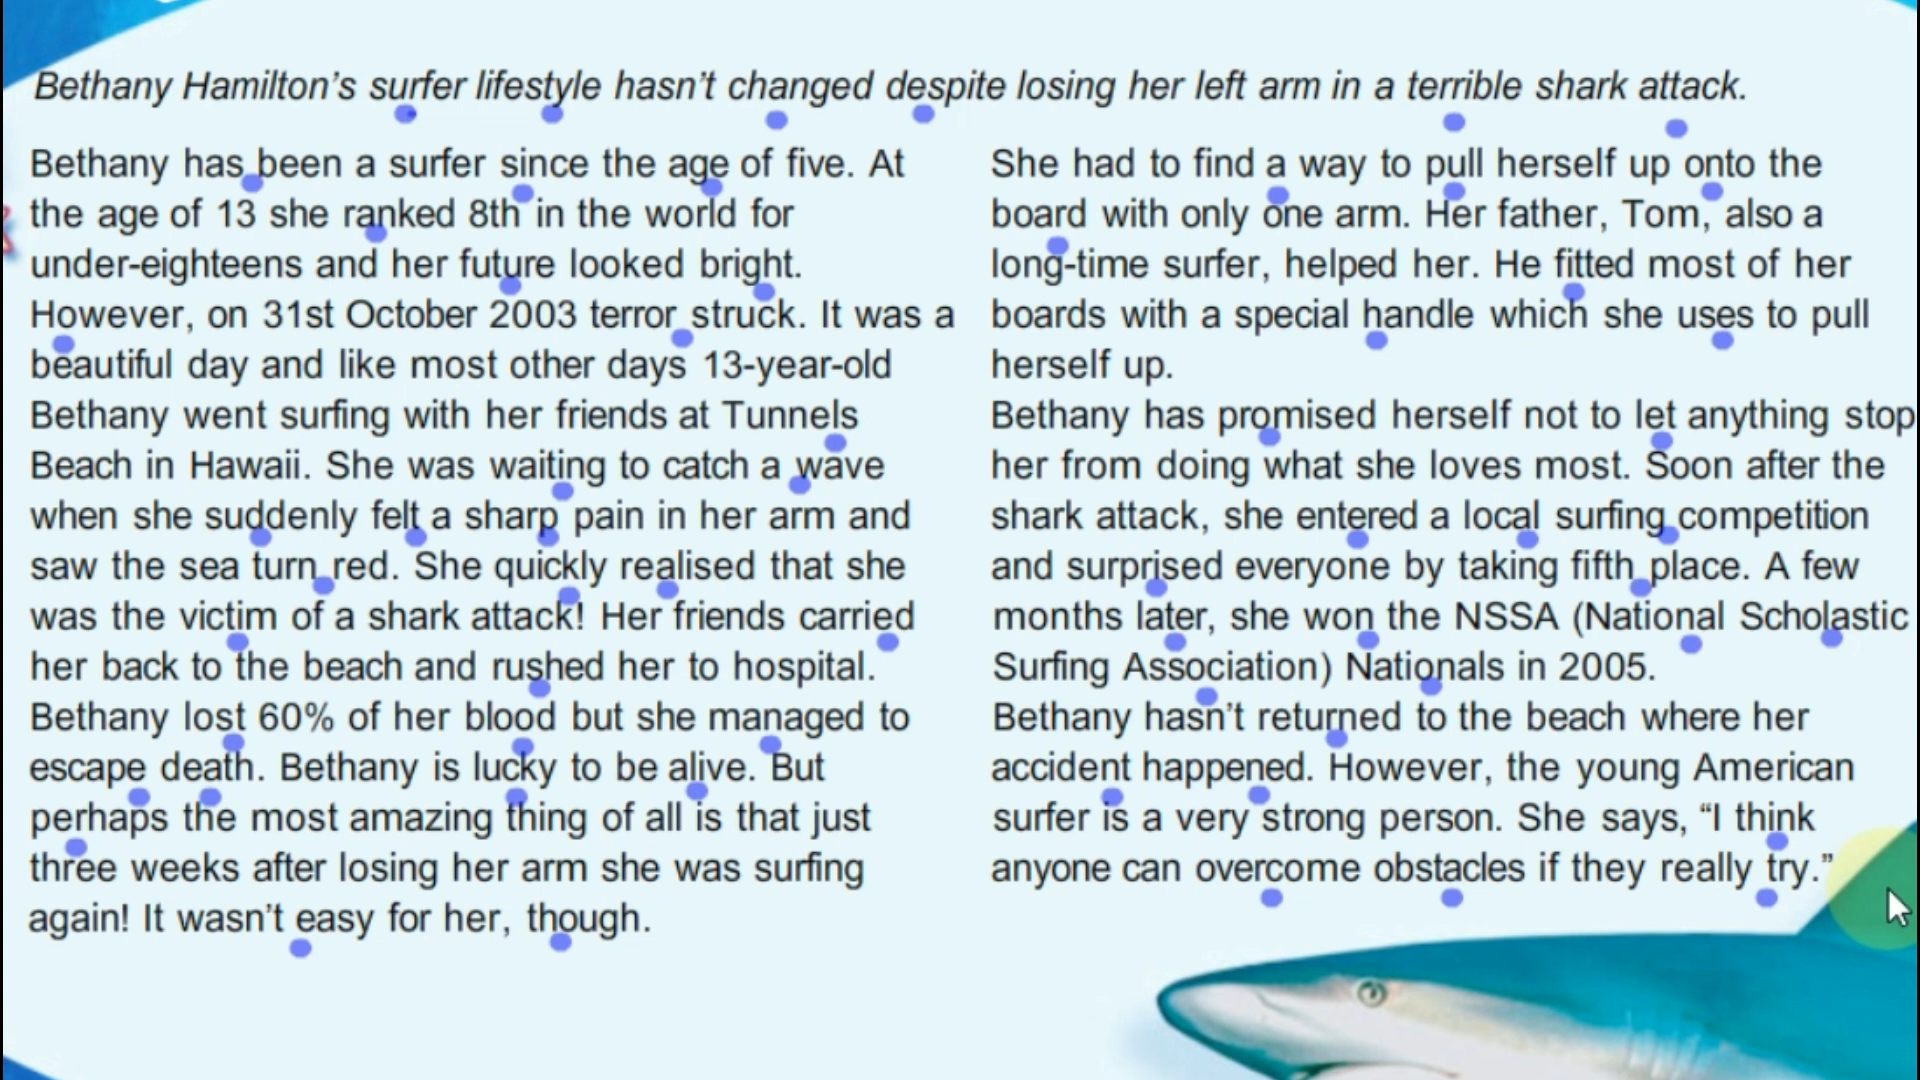 Bethany Hamilton’s surfer lifestyle hasn’t changed despite losing her left arm in a terrible shark attack.
Bethany has been a surfer since the age of five. At
the age of 13 she ranked 8th in the world for
under-eighteens and her future looked bright.
However, on 31st October 2003 terror struck. It was a
beautiful day and like most other days 13-year-old
Bethany went surfing with her friends at Tunnels
Beach in Hawaii. She was waiting to catch a wave
when she suddenly felt a sharp pain in her arm and
saw the sea turn red. She quickly realised that she
was the victim of a shark attack! Her friends carried
her back to the beach and rushed her to hospital.
Bethany lost 60% of her blood but she managed to
escape death. Bethany is lucky to be alive. But
perhaps the most amazing thing of all is that just
three weeks after losing her arm she was surfing
again! It wasn’t easy for her, though.
She had to find a way to pull herself up onto the
board with only one arm. Her father, Tom, also a
long-time surfer, helped her. He fitted most of her
boards with a special handle which she uses to pull
herself up.
Bethany has promised herself not to let anything stop
her from doing what she loves most. Soon after the
shark attack, she entered a local surfing competition
and surprised everyone by taking fifth place. A few
months later, she won the NSSA (National Scholastic
Surfing Association) Nationals in 2005.
Bethany hasn’t returned to the beach where her
accident happened. However, the young American
surfer is a very strong person. She says, “I think
anyone can overcome obstacles if they really try.”